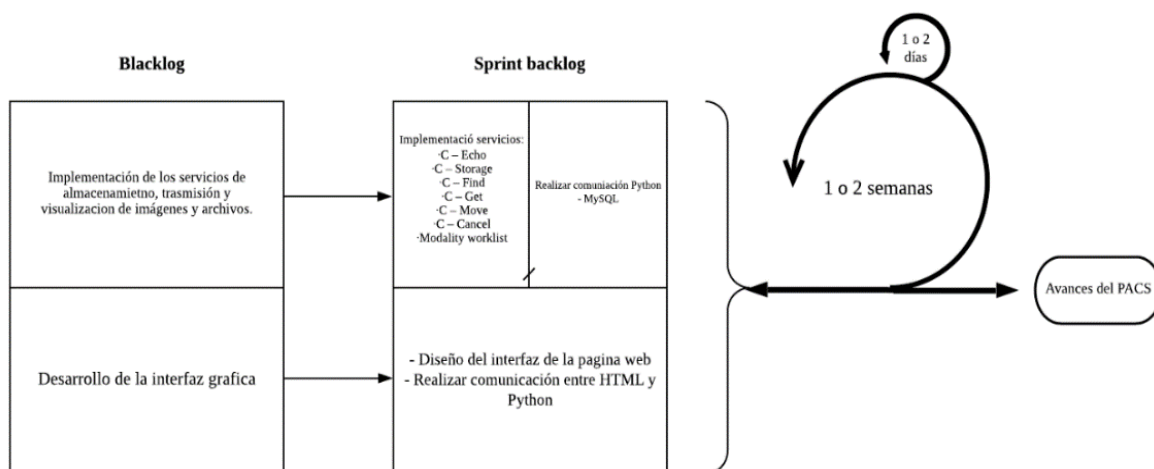 Blacklog
Sprint backlog
1 o 2
días
Implementación de los servicios de
almacenamietno, trasmisión y
visualizacion de imágenes y archivos.
Implementació servicios:
·C – Echo
·C – Storage
·C – Find
·C – Get
·C – Move
·C – Cancel
·Modality worklist
Realizar comuniación Python
- MySQL
1 o 2 semanas
Avances del PACS
Desarrollo de la interfaz grafica
- Diseño del interfaz de la pagina web
- Realizar comunicación entre HTML y
Python